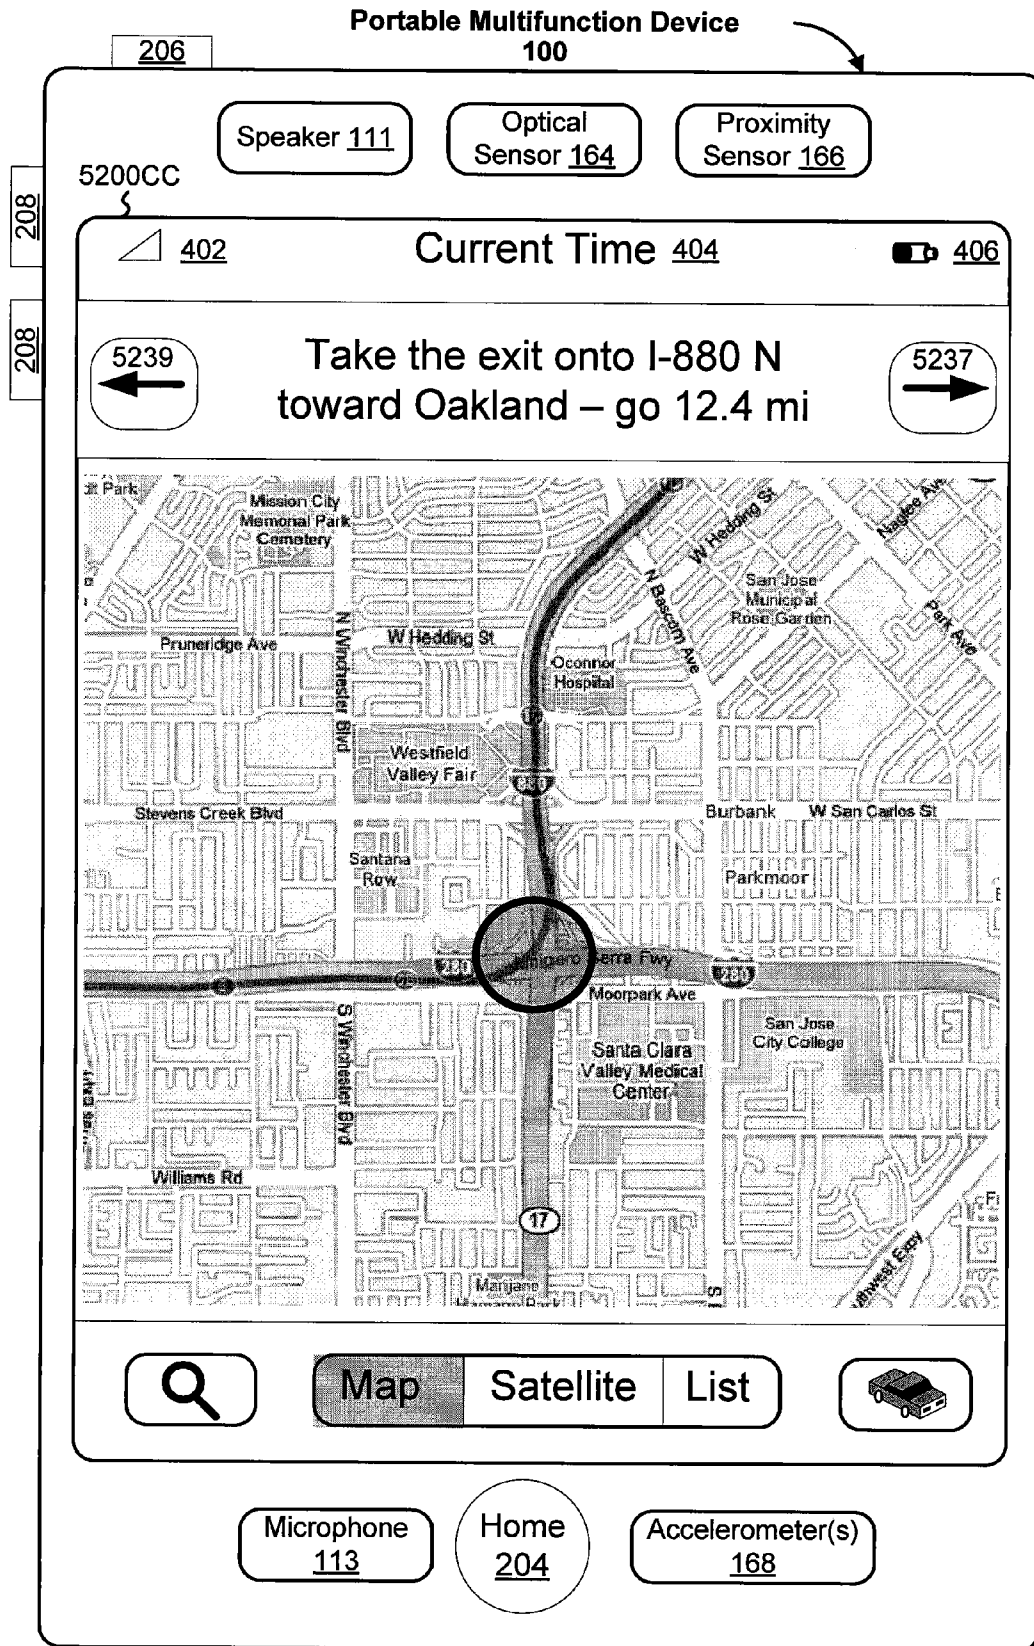 Portable Multifunction Device
100
206
Speaker 111
Optical
Sensor 164
Proximity
Sensor 166
208
208
5200CC
402
Current Time 404
406
5239
Take the exit onto I-880 N
toward Oakland – go 12.4 mi
5237
Park
Mission City
Memorial Park
Cemetery
W Hedding St
Naglee Ave
San Jose
Municipal
Rose Garden
Park Ave
N Bascom Ave
N Winchester Blvd
Pruneridge Ave
W Hedding St
Oconnor
Hospital
Westfield
Valley Fair
880
Stevens Creek Blvd
Burbank
W San Carlos St
Santana
Row
Parkmoor
280
Serra Fwy
280
Moorpark Ave
S Winchester Blvd
San Jose
City College
Santa Clara
Valley Medical
Center
Williams Rd
17
Expy
Map
Satellite
List
Microphone
113
Home
204
Accelerometer(s)
168